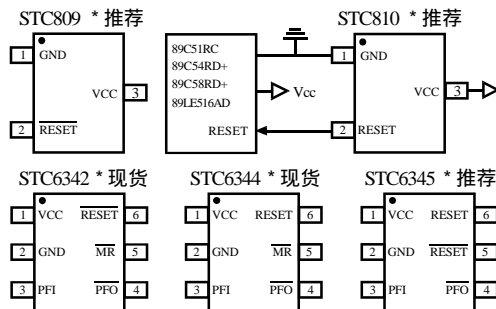 STC809 *推荐
1 GND
VCC 3
2 RESET
89C51RC
89C54RD+
89C58RD+
89LE516AD
RESET
Vcc
STC810 *推荐
1 GND
VCC 3
2 RESET
STC6342 *现货
1 VCC RESET 6
2 GND MR 5
3 PFI PFO 4
STC6344 *现货
1 VCC RESET 6
2 GND MR 5
3 PFI PFO 4
STC6345 *推荐
1 VCC RESET 6
2 GND RESET 5
3 PFI PFO 4